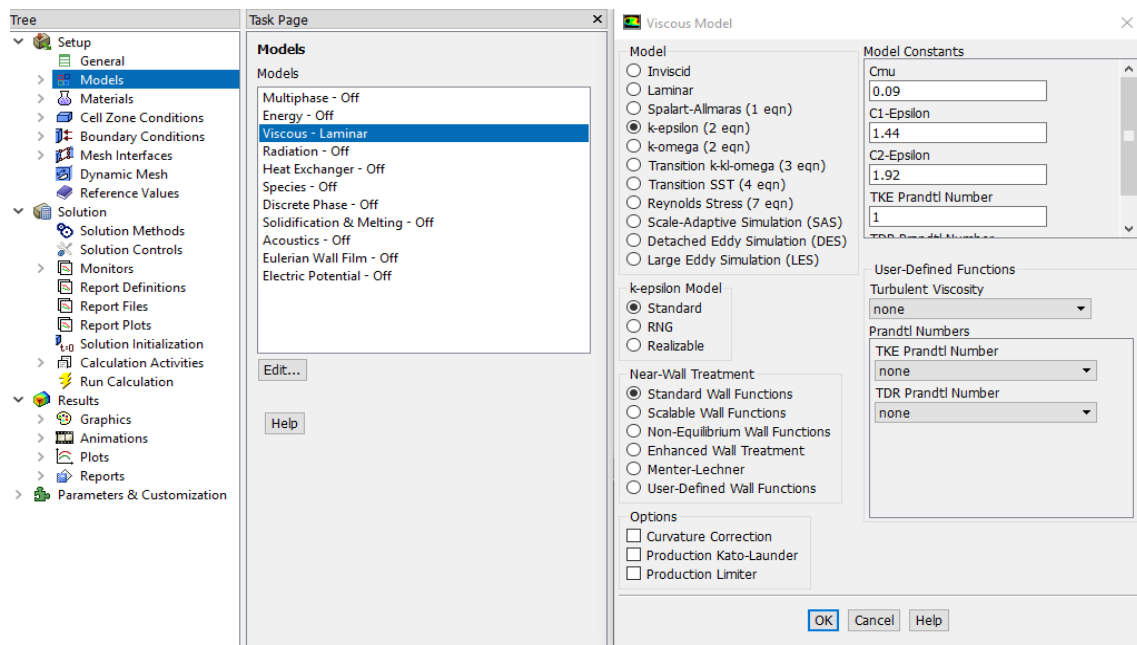 Tree
Setup
General
Models
Materials
Cell Zone Conditions
Boundary Conditions
Mesh Interfaces
Dynamic Mesh
Reference Values
Solution
Solution Methods
Solution Controls
Monitors
Report Definitions
Report Files
Report Plots
t=0 Solution Initialization
Calculation Activities
Run Calculation
Results
Graphics
Animations
Plots
Reports
Parameters & Customization
Task Page
Models
Models
Multiphase - Off
Energy - Off
Viscous - Laminar
Radiation - Off
Heat Exchanger - Off
Species - Off
Discrete Phase - Off
Solidification & Melting - Off
Acoustics - Off
Eulerian Wall Film - Off
Electric Potential - Off
Edit...
Help
Viscous Model
Model
Inviscid
Laminar
Spalart-Allmaras (1 eqn)
k-epsilon (2 eqn)
k-omega (2 eqn)
Transition k-kl-omega (3 eqn)
Transition SST (4 eqn)
Reynolds Stress (7 eqn)
Scale-Adaptive Simulation (SAS)
Detached Eddy Simulation (DES)
Large Eddy Simulation (LES)
k-epsilon Model
Standard
RNG
Realizable
Near-Wall Treatment
Standard Wall Functions
Scalable Wall Functions
Non-Equilibrium Wall Functions
Enhanced Wall Treatment
Menter-Lechner
User-Defined Wall Functions
Options
Curvature Correction
Production Kato-Launder
Production Limiter
Model Constants
Cmu
0.09
C1-Epsilon
1.44
C2-Epsilon
1.92
TKE Prandtl Number
1
TDR Prandtl Number
User-Defined Functions
Turbulent Viscosity
none
Prandtl Numbers
TKE Prandtl Number
none
TDR Prandtl Number
none
OK
Cancel
Help